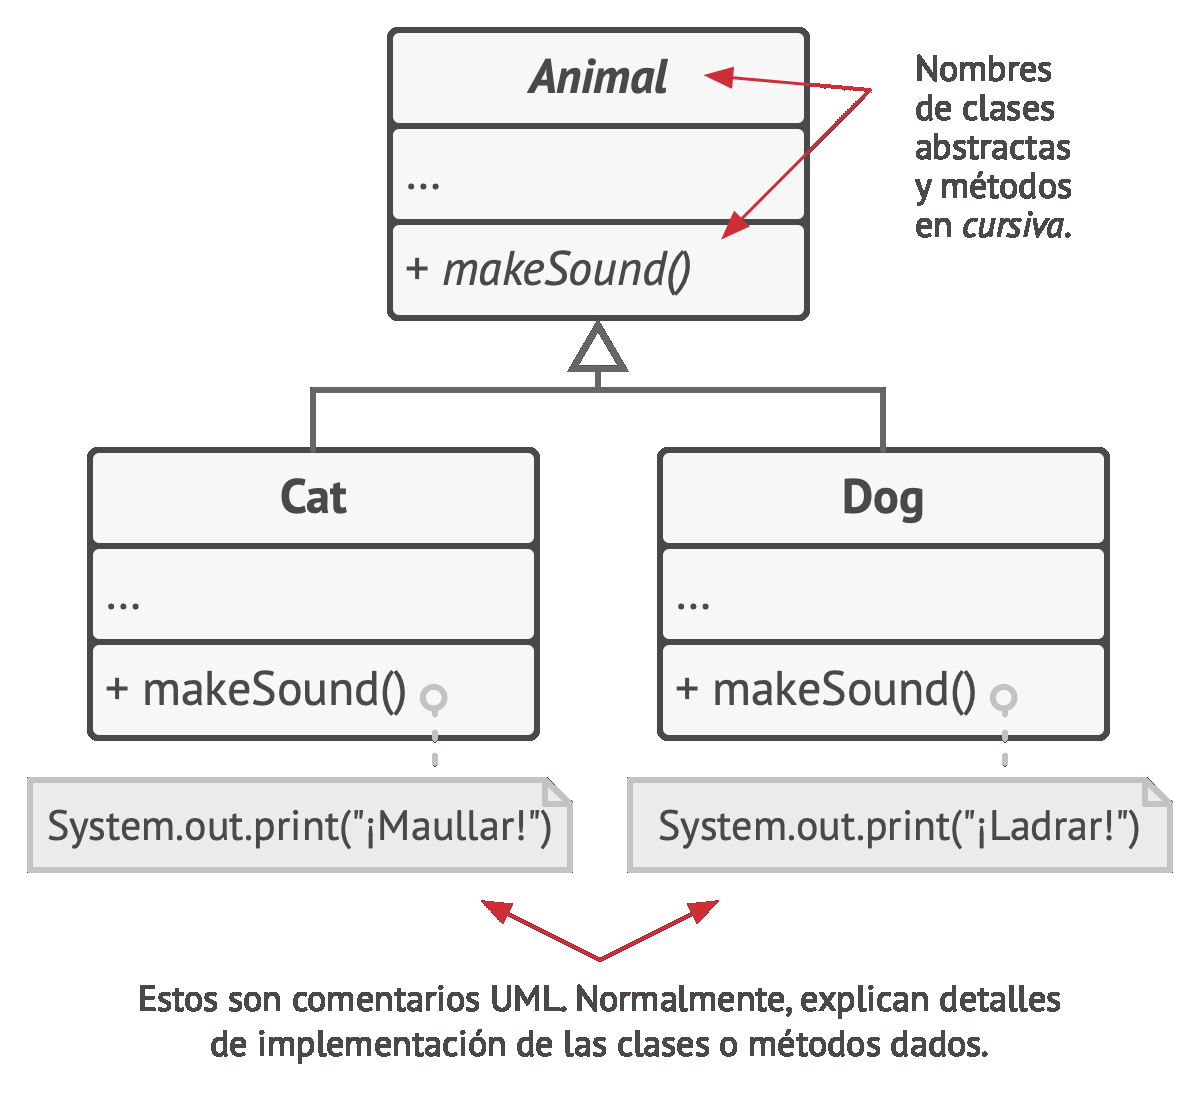 Animal
...
+ makeSound()
Nombres
de clases
abstractas
y métodos
en cursiva.
Cat
...
+ makeSound()
System.out.print("¡Maullar!")
Dog
...
+ makeSound()
System.out.print("¡Ladrar!")
Estos son comentarios UML. Normalmente, explican detalles
de implementación de las clases o métodos dados.